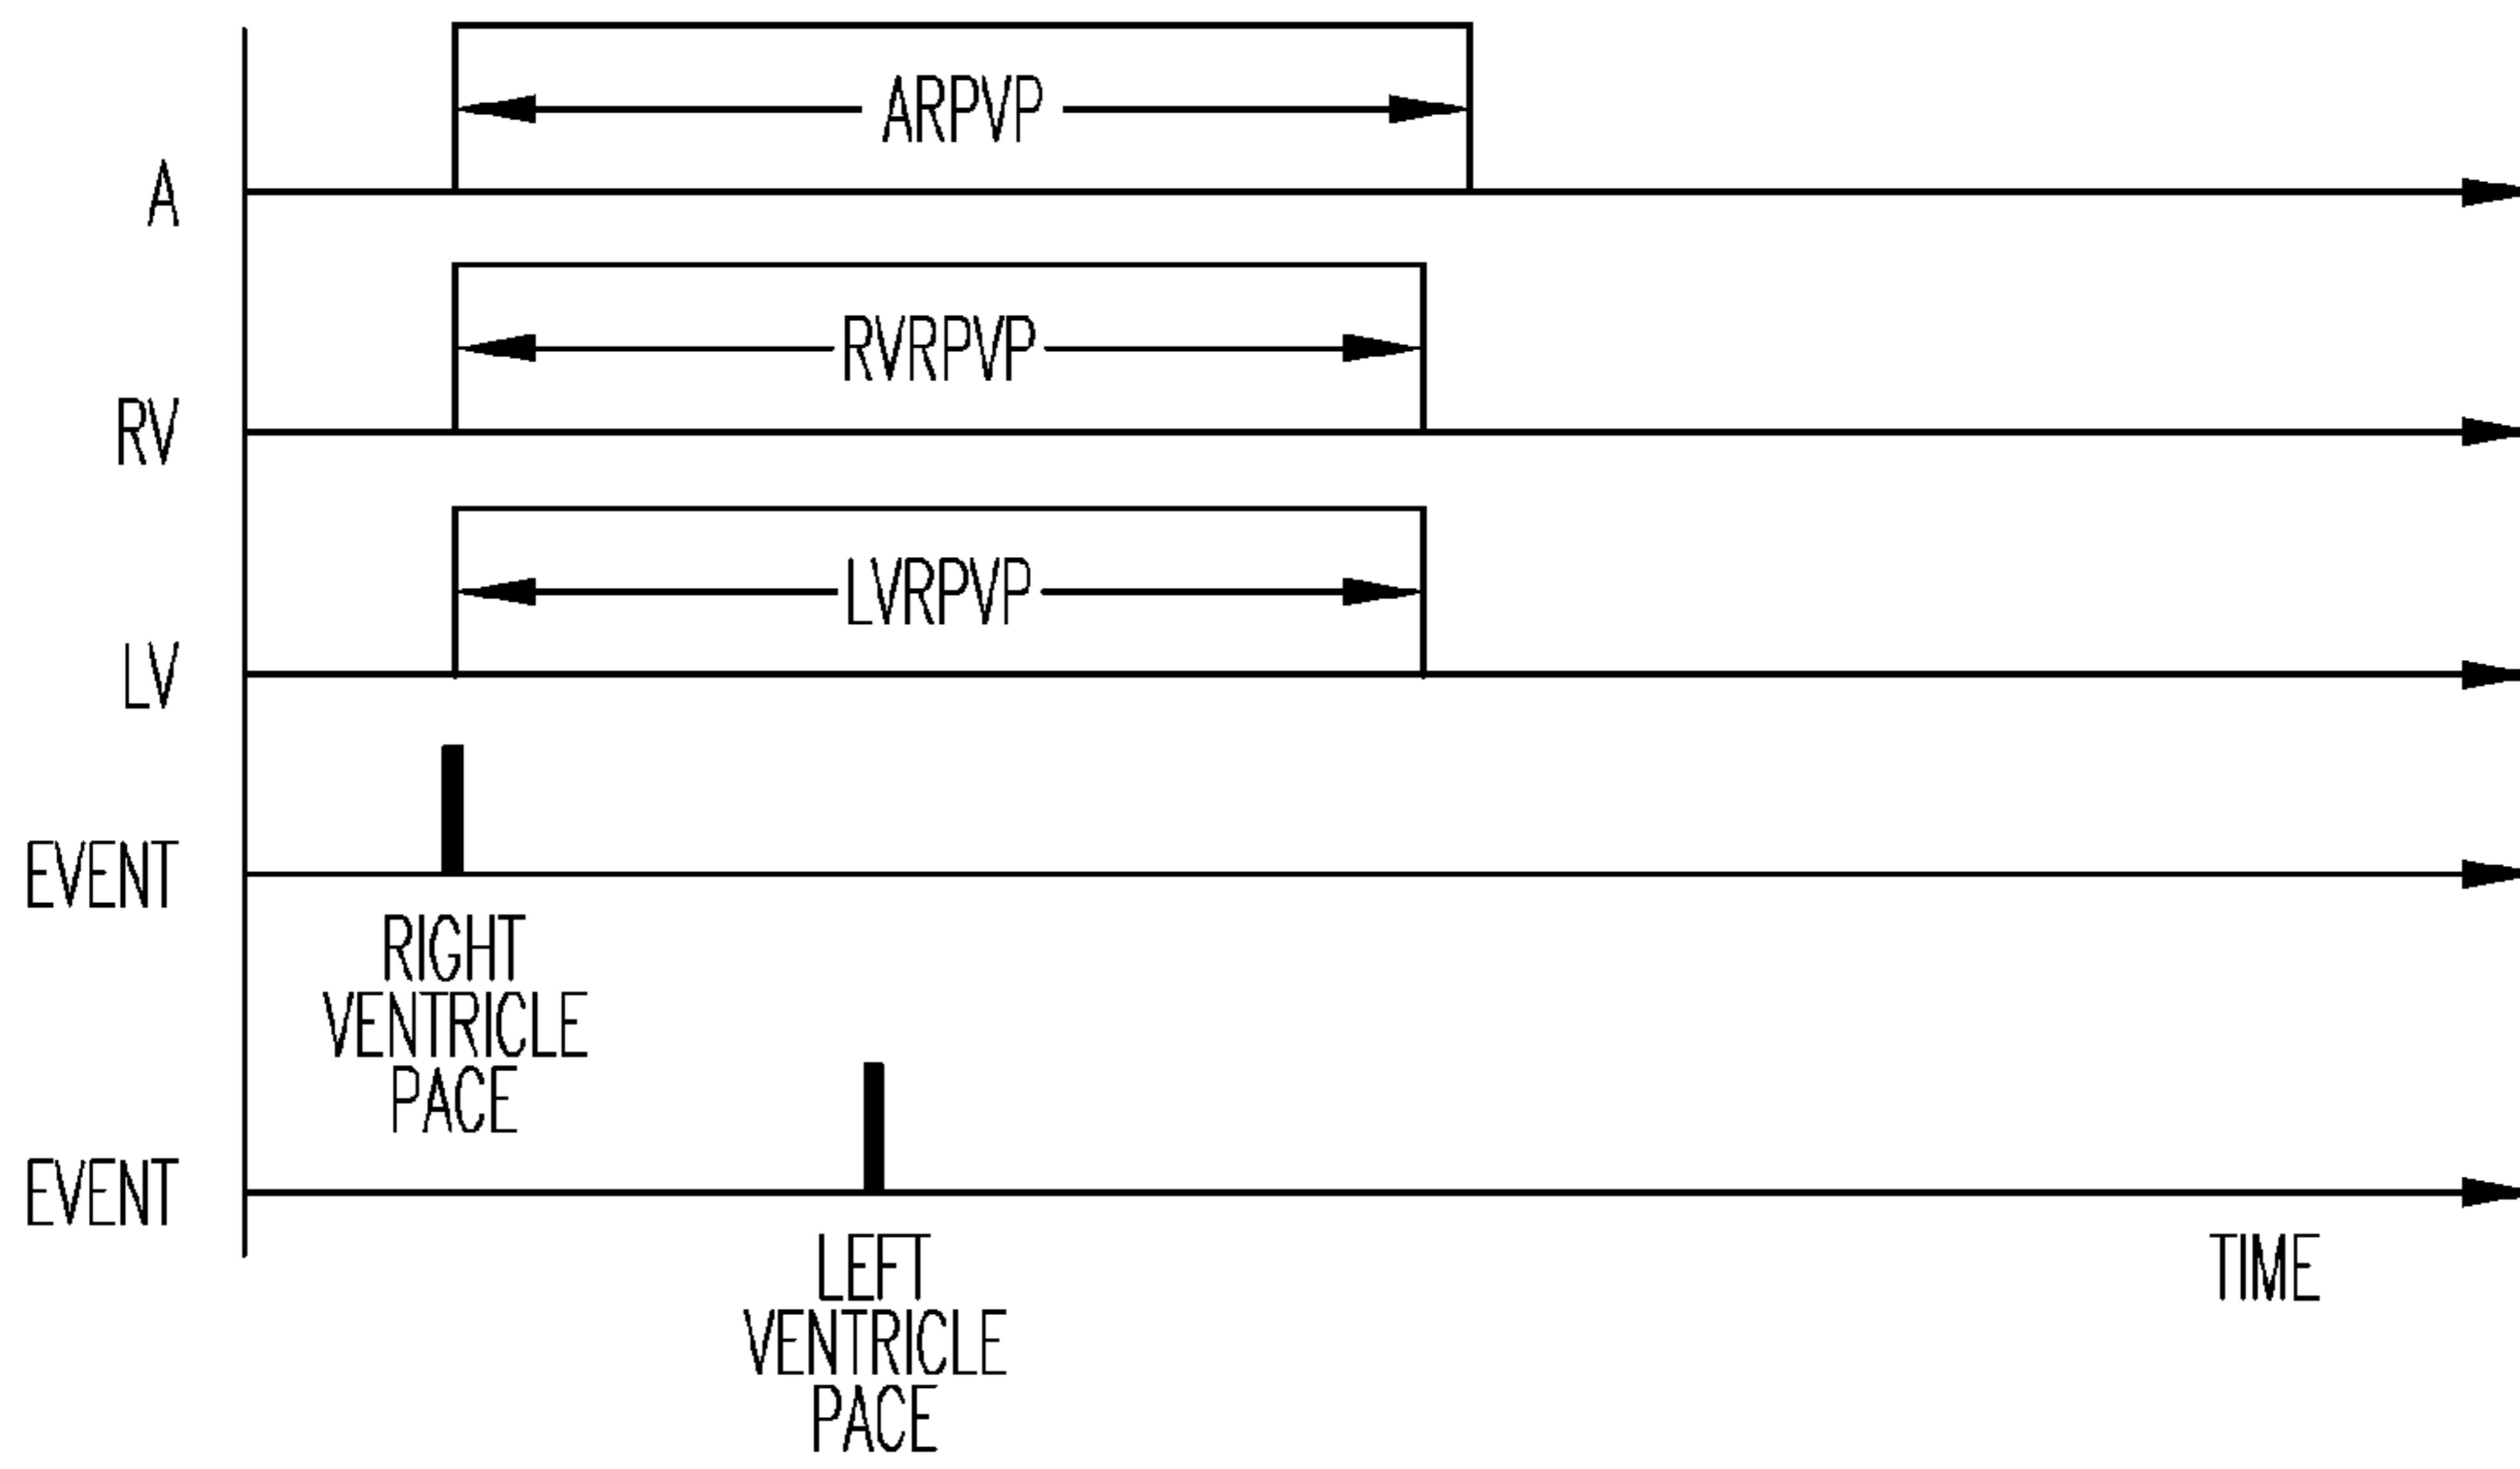 ARPVP
A
RVRPVP
RV
LVRPVP
LV
EVENT
RIGHT
VENTRICLE
PACE
EVENT
LEFT
VENTRICLE
PACE
TIME